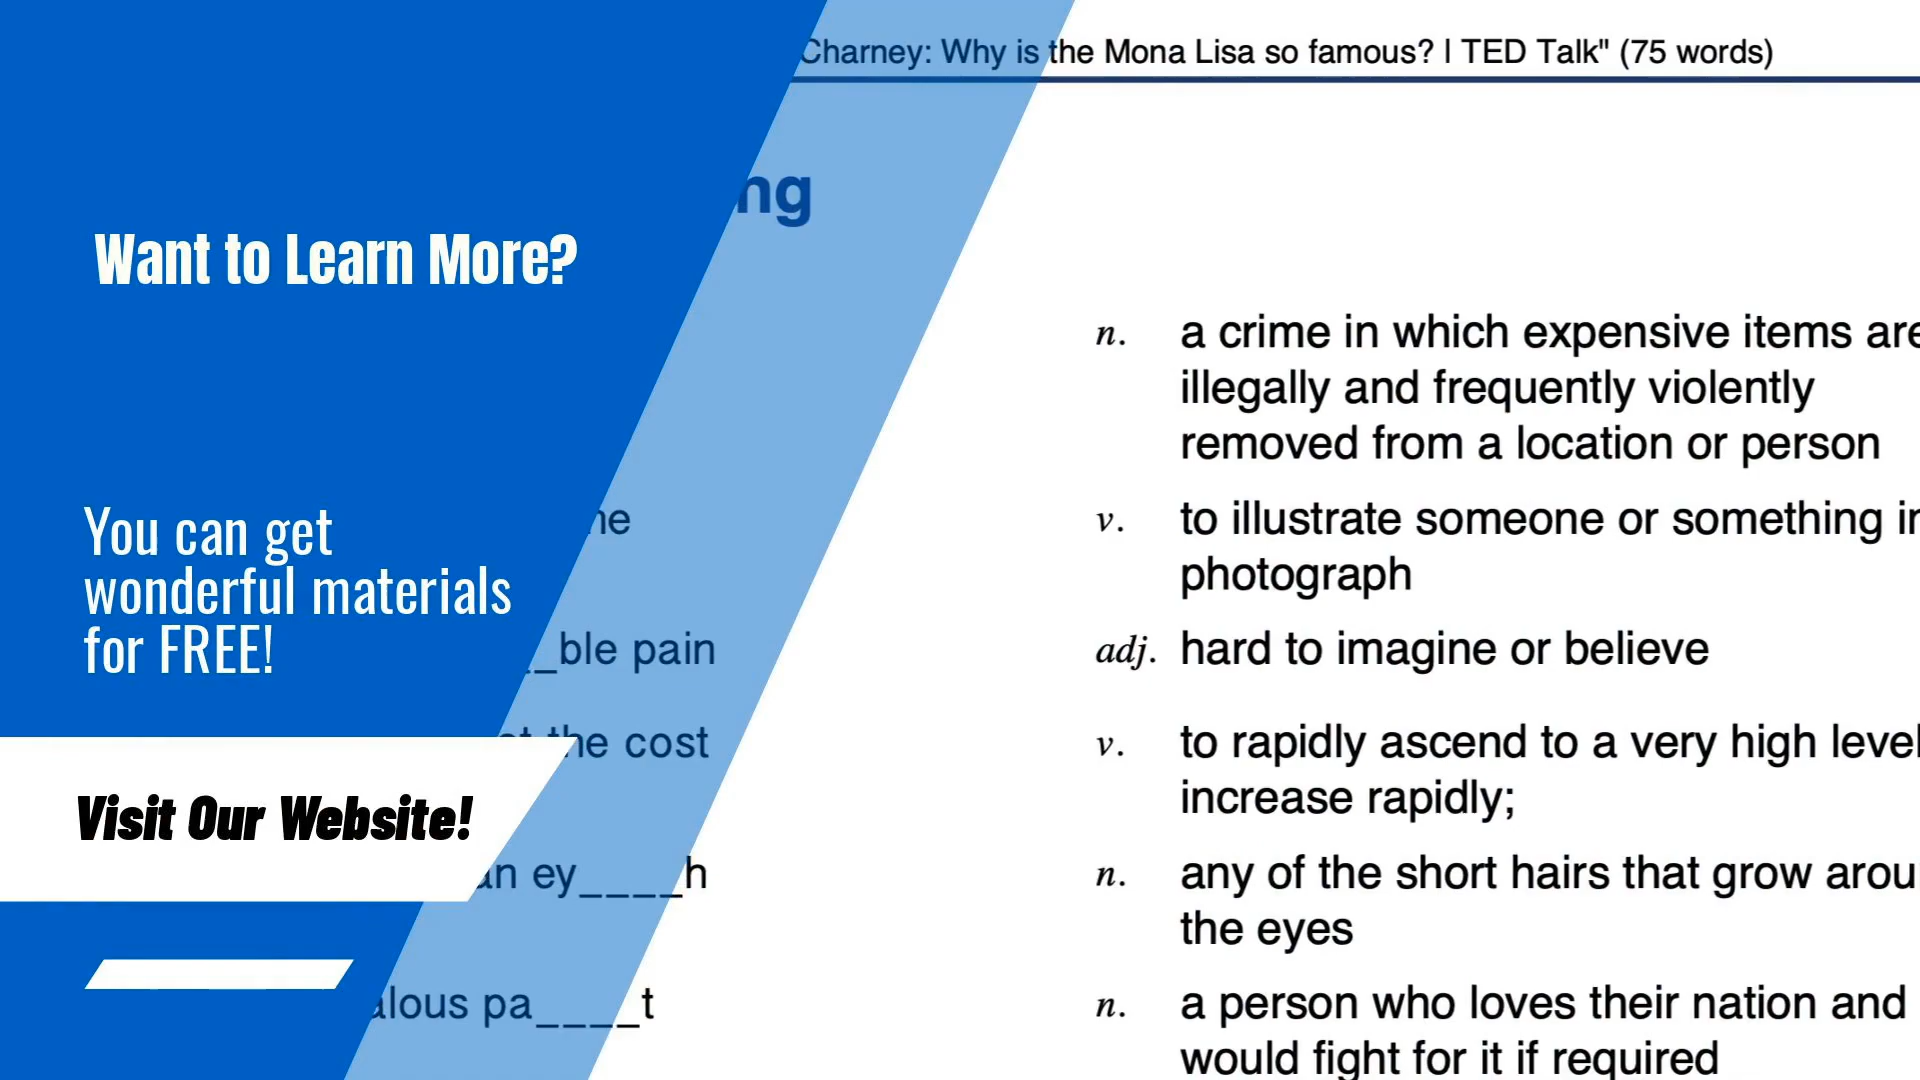 Charney: Why is the Mona Lisa so famous? | TED Talk" (75 words)
ng
Want to Learn More?
You can get
wonderful materials
for FREE!
Visit Our Website!
ne
_ble pain
the cost
an ey____h
alous pa____t
n. a crime in which expensive items are
illegally and frequently violently
removed from a location or person
v. to illustrate someone or something in
photograph
adj. hard to imagine or believe
v. to rapidly ascend to a very high level
increase rapidly;
n. any of the short hairs that grow arou
the eyes
n. a person who loves their nation and
would fight for it if required